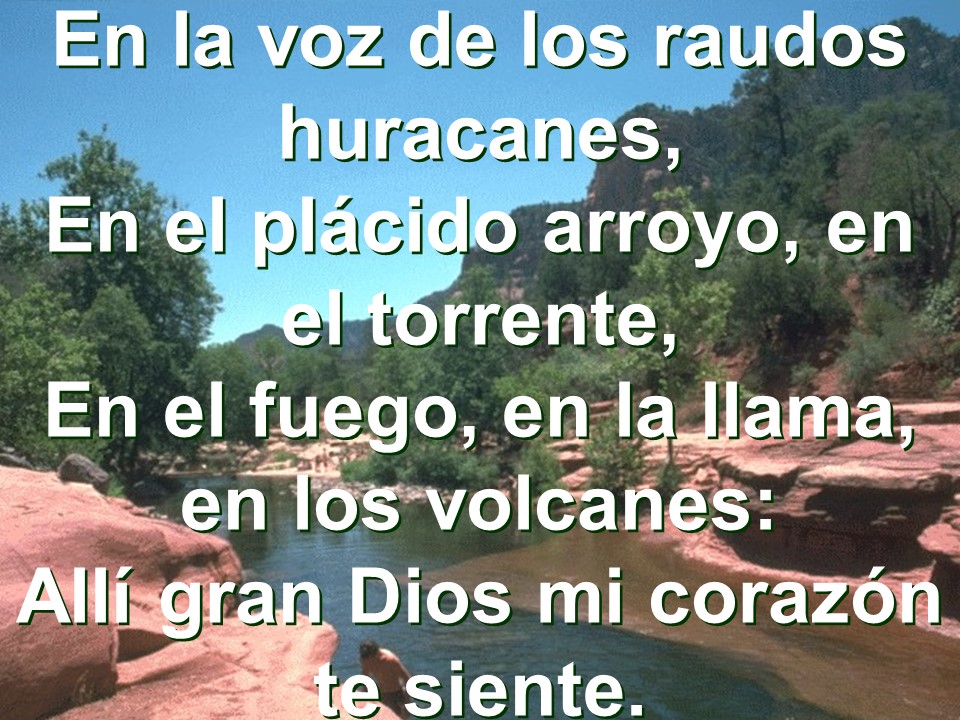 En la voz de los raudos
huracanes,
En el plácido arroyo, en
el torrente,
En el fuego, en la llama,
en los volcanes:
Allí gran Dios mi corazón
te siente.